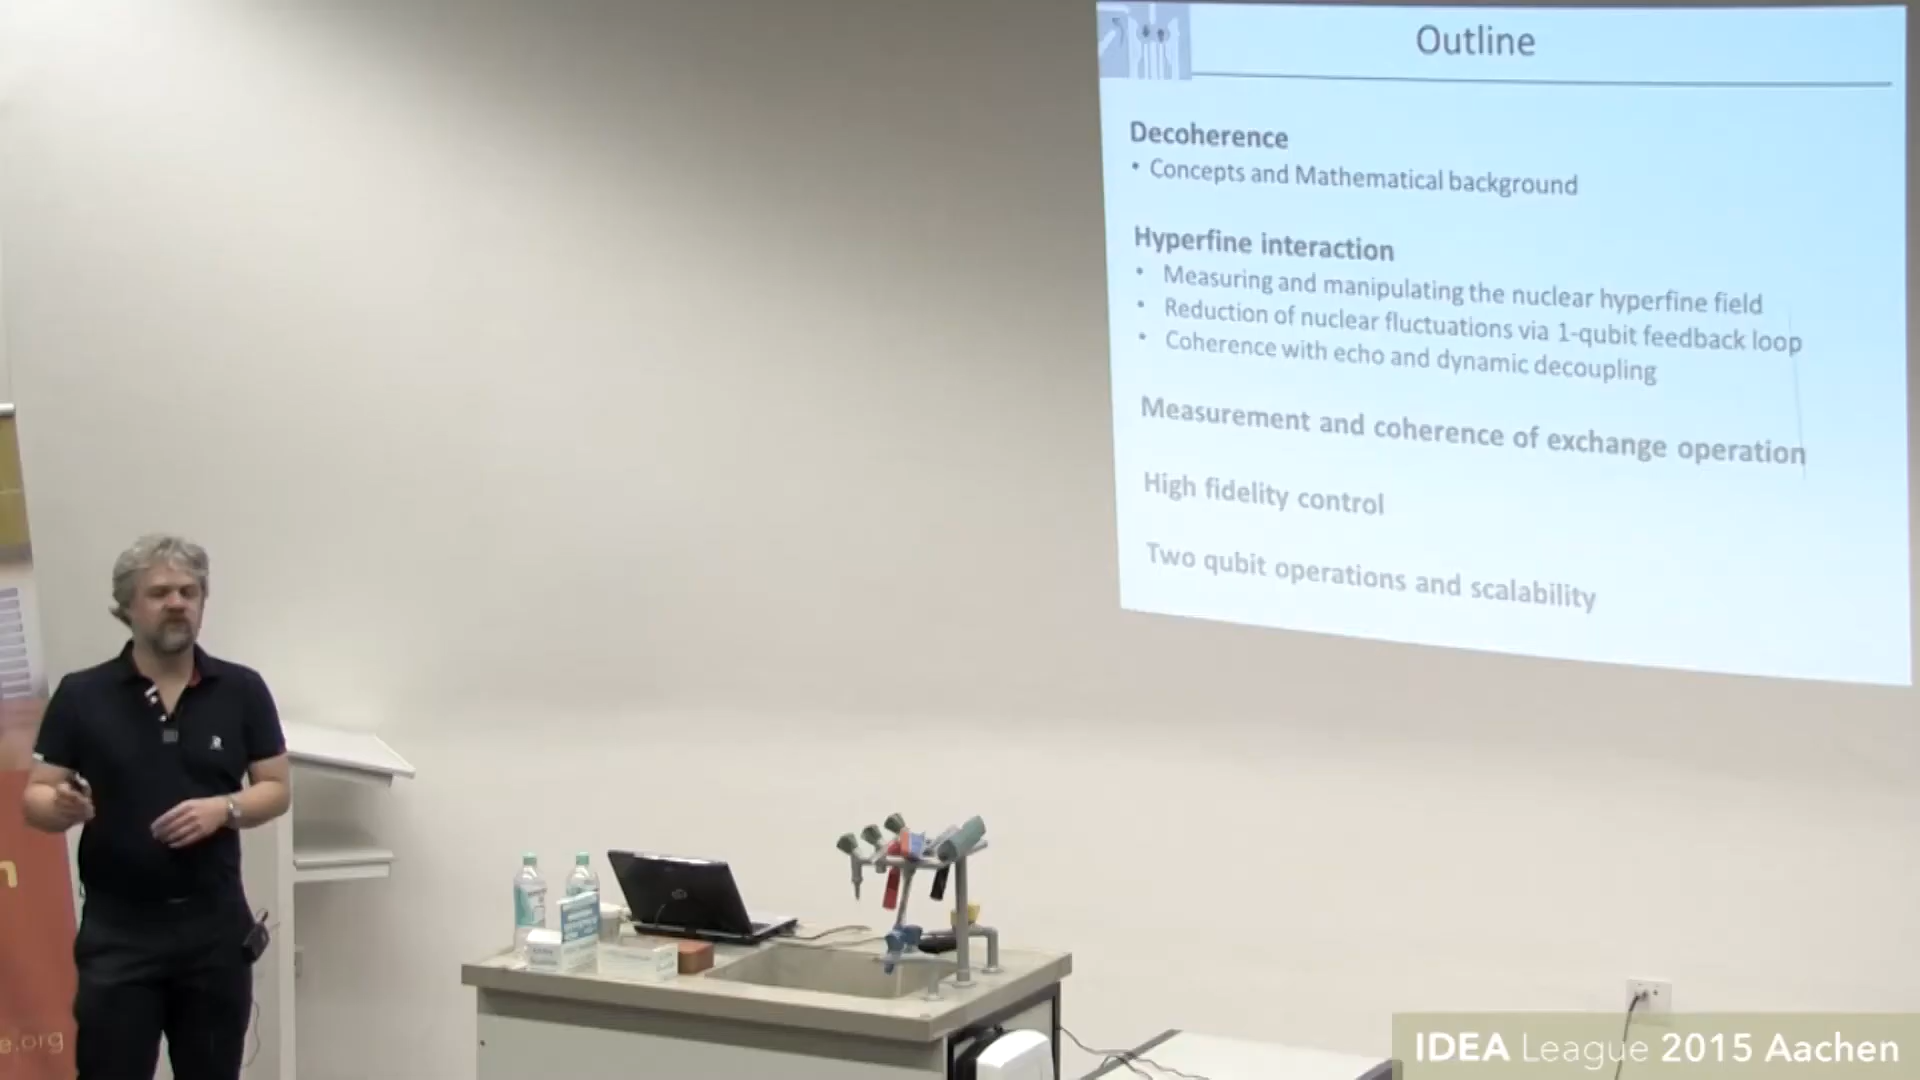 Outline
Decoherence
• Concepts and Mathematical background
Hyperfine interaction
• Measuring and manipulating the nuclear hyperfine field
• Reduction of nuclear fluctuations via 1-qubit feedback loop
• Coherence with echo and dynamic decoupling
Measurement and coherence of exchange operation
High fidelity control
Two qubit operations and scalability
e.org
IDEA League 2015 Aachen